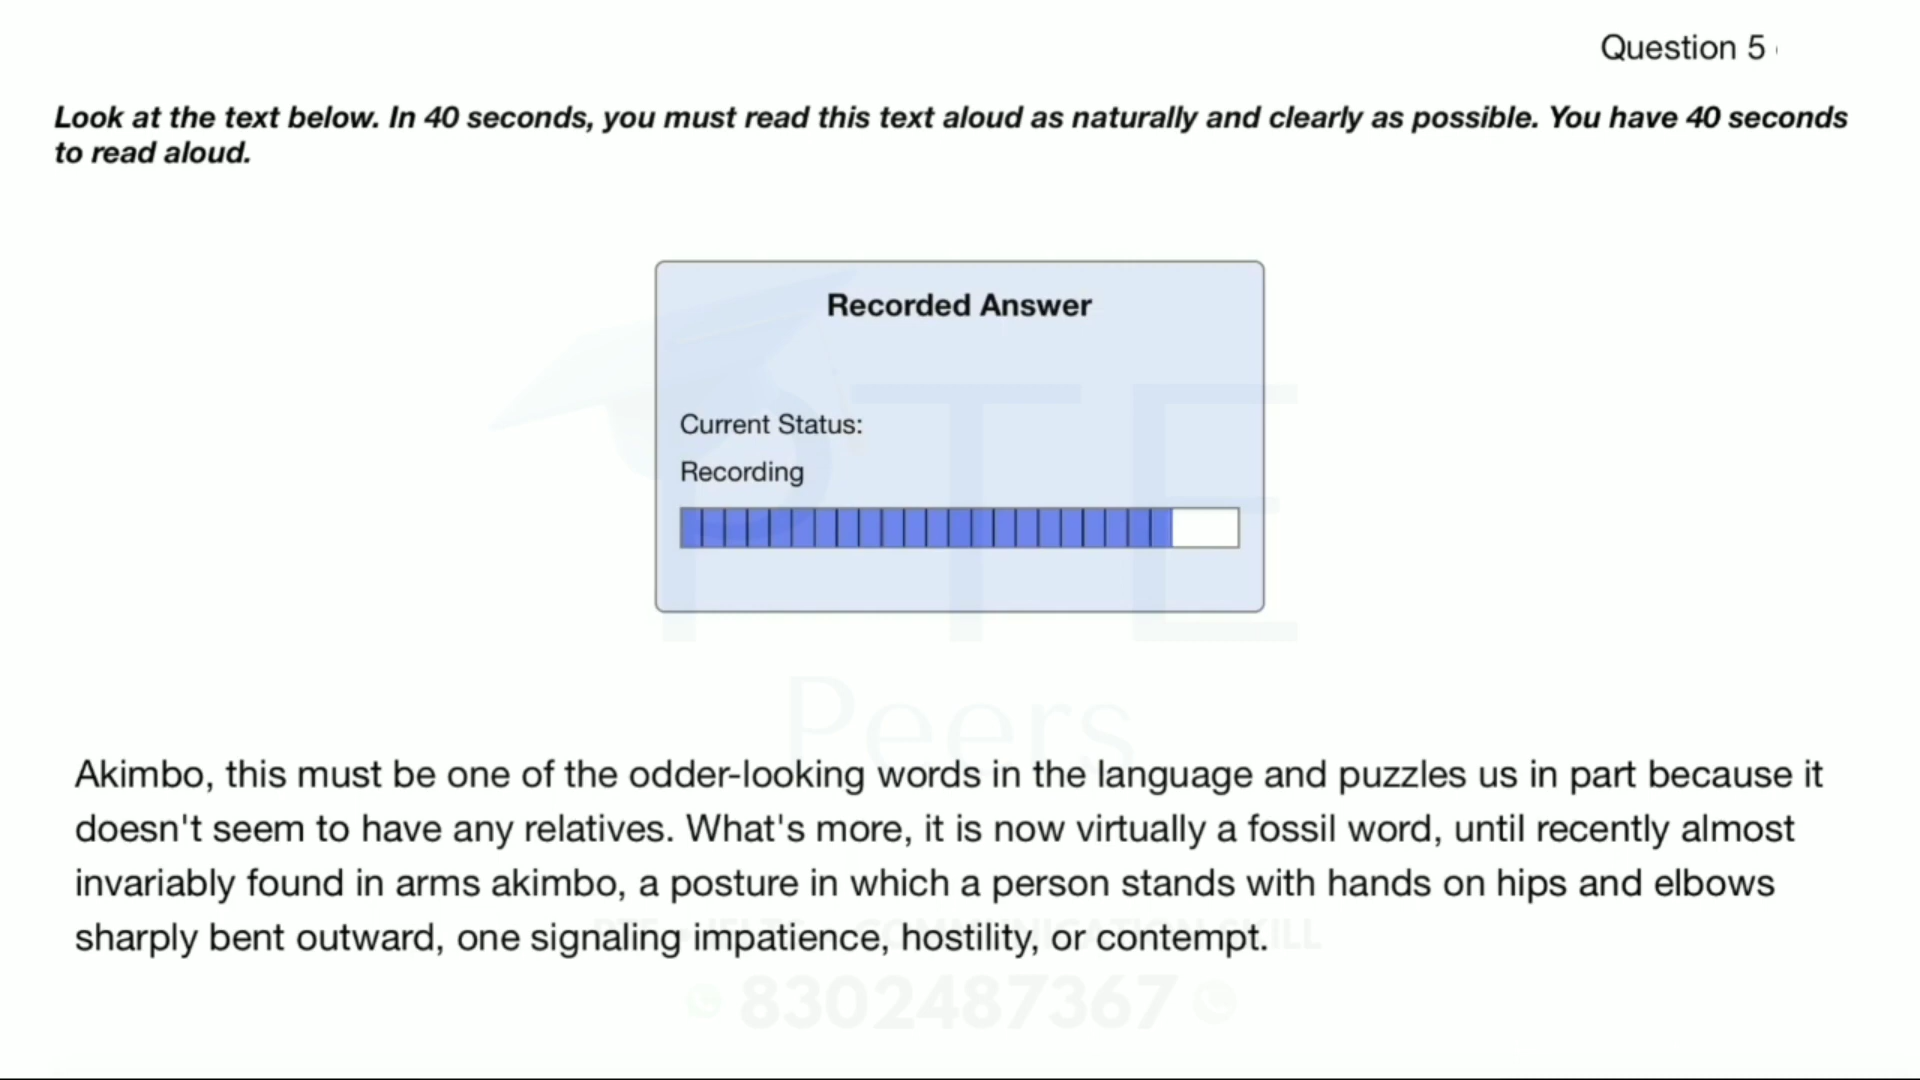 Question 5
Look at the text below. In 40 seconds, you must read this text aloud as naturally and clearly as possible. You have 40 seconds
to read aloud.
Recorded Answer
Current Status:
Recording
PTE
Peers
Akimbo, this must be one of the odder-looking words in the language and puzzles us in part because it
doesn't seem to have any relatives. What's more, it is now virtually a fossil word, until recently almost
invariably found in arms akimbo, a posture in which a person stands with hands on hips and elbows
sharply bent outward, one signaling impatience, hostility, or contempt.
8302487367